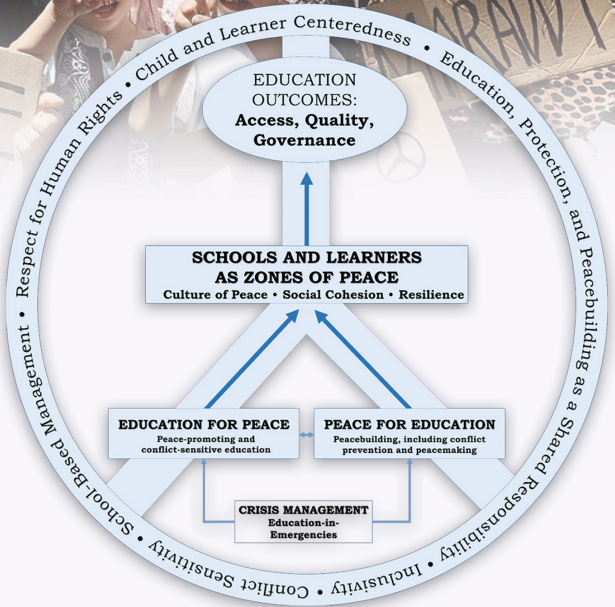 Respect for Human Rights • Child and Learner Centeredness • Education, Protection, and Peacebuilding as a Shared Responsibility • Inclusivity • Conflict Sensitivity • School-Based Management •
EDUCATION
OUTCOMES:
Access, Quality,
Governance
SCHOOLS AND LEARNERS
AS ZONES OF PEACE
Culture of Peace • Social Cohesion • Resilience
EDUCATION FOR PEACE
Peace-promoting and
conflict-sensitive education
PEACE FOR EDUCATION
Peacebuilding, including conflict
prevention and peacemaking
CRISIS MANAGEMENT
Education-in-
Emergencies